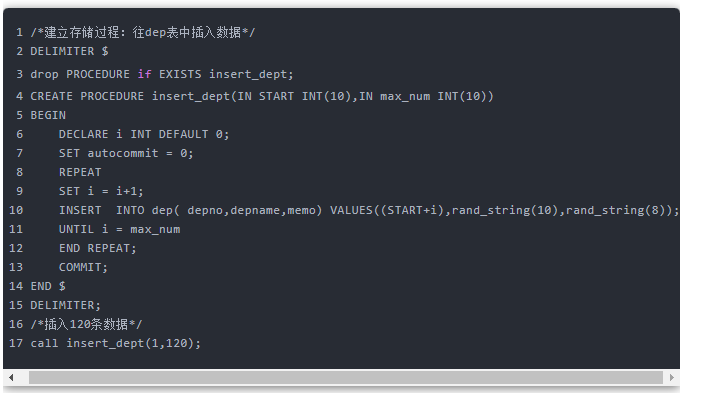 1 /*建立存储过程：往dep表中插入数据*/
2 DELIMITER $
3 drop PROCEDURE if EXISTS insert_dept;
4 CREATE PROCEDURE insert_dept(IN START INT(10),IN max_num INT(10))
5 BEGIN
6     DECLARE i INT DEFAULT 0;
7     SET autocommit = 0;
8     REPEAT
9     SET i = i+1;
10     INSERT  INTO dep( depno,depname,memo) VALUES((START+i),rand_string(10),rand_string(8));
11     UNTIL i = max_num
12     END REPEAT;
13     COMMIT;
14 END $
15 DELIMITER;
16 /*插入120条数据*/
17 call insert_dept(1,120);